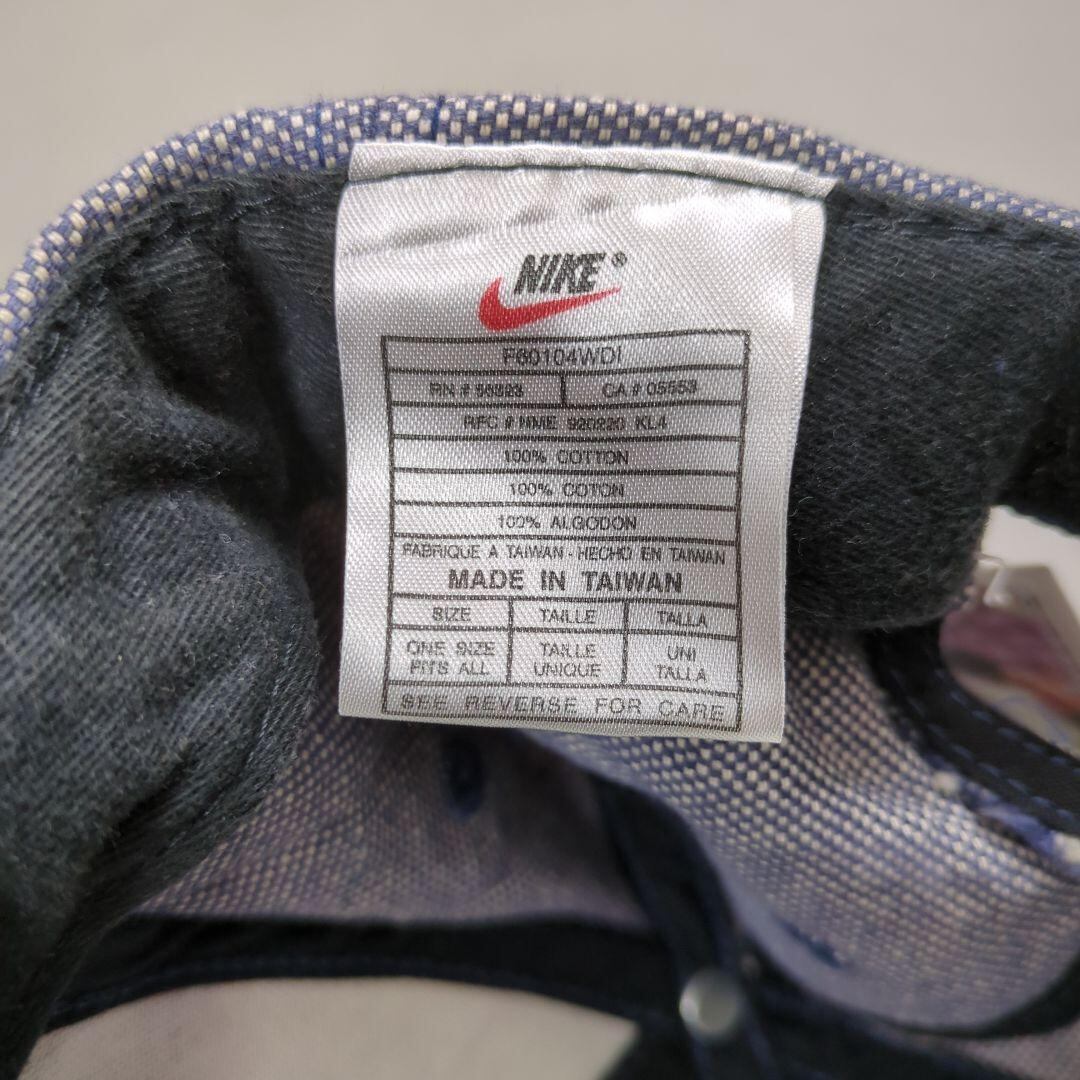 NIKE®
F60104WDI
RN # 56323 CA # 05553
RFC # NME 920220 KL4
100% COTTON
100% COTON
100% ALGODON
FABRIQUE A TAIWAN - HECHO EN TAIWAN
MADE IN TAIWAN
SIZE TAILLE TALLA
ONE SIZE FITS ALL TAILLE UNIQUE UNI TALLA
SEE REVERSE FOR CARE